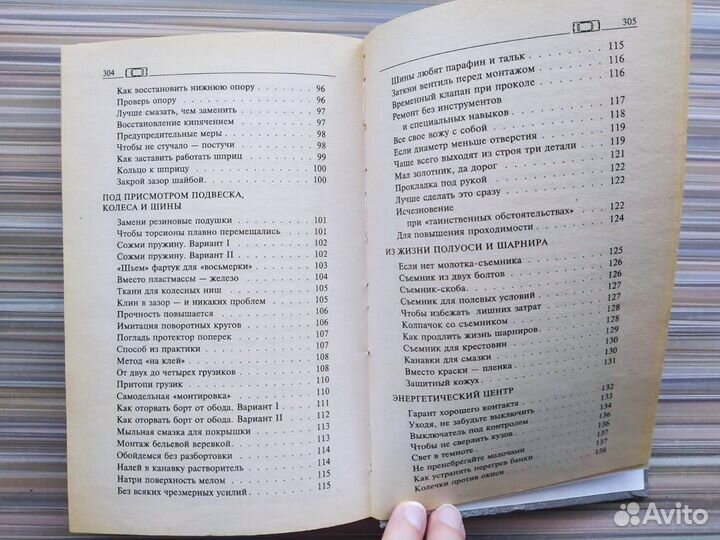 304
Как восстановить нижнюю опору . . . . . . 96
Проверь опору . . . . . . 96
Лучше смазать, чем заменить . . . . . . 97
Восстановление кипячением . . . . . . 97
Предупредительные меры . . . . . . 98
Чтобы не стучало — постучи . . . . . . 98
Как заставить работать шприц . . . . . . 99
Кольцо к шприцу . . . . . . 100
Закрой зазор шайбой . . . . . . 100
ПОД ПРИСМОТРОМ ПОДВЕСКА,
КОЛЕСА И ШИНЫ
Замени резиновые подушки . . . . . . 101
Чтобы торсионы плавно перемещались . . . . . . 101
Сожми пружину. Вариант I . . . . . . 102
Сожми пружину. Вариант II . . . . . . 102
«Шьем» фартук для «восьмерки» . . . . . . 103
Вместо пластмассы — железо . . . . . . 103
Ткани для колесных ниш . . . . . . 104
Клин в зазор — и никаких проблем . . . . . . 105
Прочность повышается . . . . . . 106
Имитация поворотных кругов . . . . . . 106
Погладь протектор поперек . . . . . . 107
Способ из практики . . . . . . 107
Метод «на клей» . . . . . . 108
От двух до четырех грузиков . . . . . . 108
Притопи грузик . . . . . . 110
Самодельная «монтировка» . . . . . . 110
Как оторвать борт от обода. Вариант I . . . . . . 111
Как оторвать борт от обода. Вариант II . . . . . . 112
Мыльная смазка для покрышки . . . . . . 113
Монтаж бельевой веревкой . . . . . . 113
Обойдемся без разбортовки . . . . . . 114
Налей в канавку растворитель . . . . . . 114
Натри поверхность мелом . . . . . . 115
Без всяких чрезмерных усилий . . . . . . 115
305
Шины любят парафин и тальк . . . . . . 115
Заткни вентиль перед монтажом . . . . . . 116
Временный клапан при проколе . . . . . . 116
Ремонт без инструментов
и специальных навыков . . . . . . 117
Все свое вожу с собой . . . . . . 118
Если диаметр меньше отверстия . . . . . . 119
Чаще всего выходят из строя три детали . . . . . . 119
Мал золотник, да дорог . . . . . . 121
Прокладка под рукой . . . . . . 122
Лучше сделать это сразу . . . . . . 122
Исчезновение
при «таинственных обстоятельствах» . . . . . . 122
Для повышения проходимости . . . . . . 124
ИЗ ЖИЗНИ ПОЛУОСИ И ШАРНИРА
Если нет молотка-съемника . . . . . . 125
Съемник из двух болтов . . . . . . 126
Съемник-скоба . . . . . . 126
Съемник для полевых условий . . . . . . 127
Чтобы избежать лишних затрат . . . . . . 128
Колпачок со съемником . . . . . . 128
Как продлить жизнь шарниров . . . . . . 128
Съемник для крестовин . . . . . . 129
Канавки для смазки . . . . . . 130
Вместо краски — пленка . . . . . . 130
Защитный кожух . . . . . . 131
ЭНЕРГЕТИЧЕСКИЙ ЦЕНТР
Гарант хорошего контакта . . . . . . 132
Уходя, не забудьте выключить . . . . . . 133
Выключатель под контролем . . . . . . 134
Чтобы не сверлить кузов . . . . . . 136
Свет в темноте . . . . . . 136
Не пренебрегайте мелочами . . . . . . 137
Как устранить перегрев банки . . . . . . 137
Колечки против окиси . . . . . . 138
Avito